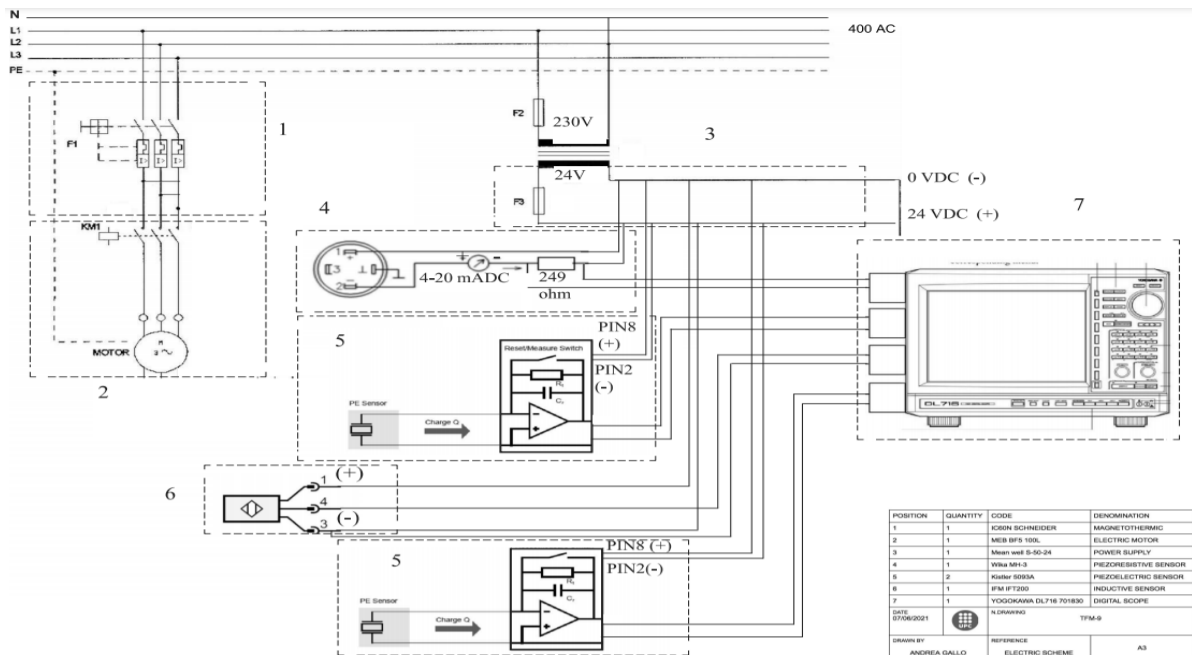 N
L1
L2
L3
PE
400 AC
F1
1
KM1
MOTOR
M
3 ~
2
F2
230V
24V
F3
3
0 VDC (-)
24 VDC (+)
7
4
1
+
3
2
4-20 mADC
-
249
ohm
5
Reset/Measure Switch
PIN8
(+)
PIN2
(-)
PE Sensor
Charge Q
6
1
(+)
4
(-)
3
5
PIN8 (+)
PIN2(-)
PE Sensor
Charge Q
DL716
POSITION QUANTITY CODE DENOMINATION
1 1 IC60N SCHNEIDER MAGNETOTHERMIC
2 1 MEB BF5 100L ELECTRIC MOTOR
3 1 Mean well S-50-24 POWER SUPPLY
4 1 Wika MH-3 PIEZORESISTIVE SENSOR
5 2 Kistler 5093A PIEZOELECTRIC SENSOR
6 1 IFM IFT200 INDUCTIVE SENSOR
7 1 YOGOKAWA DL716 701830 DIGITAL SCOPE
DATE
07/06/2021
UPC
N.DRAWING
TFM-9
DRAWN BY
ANDREA GALLO
REFERENCE
ELECTRIC SCHEME
A3